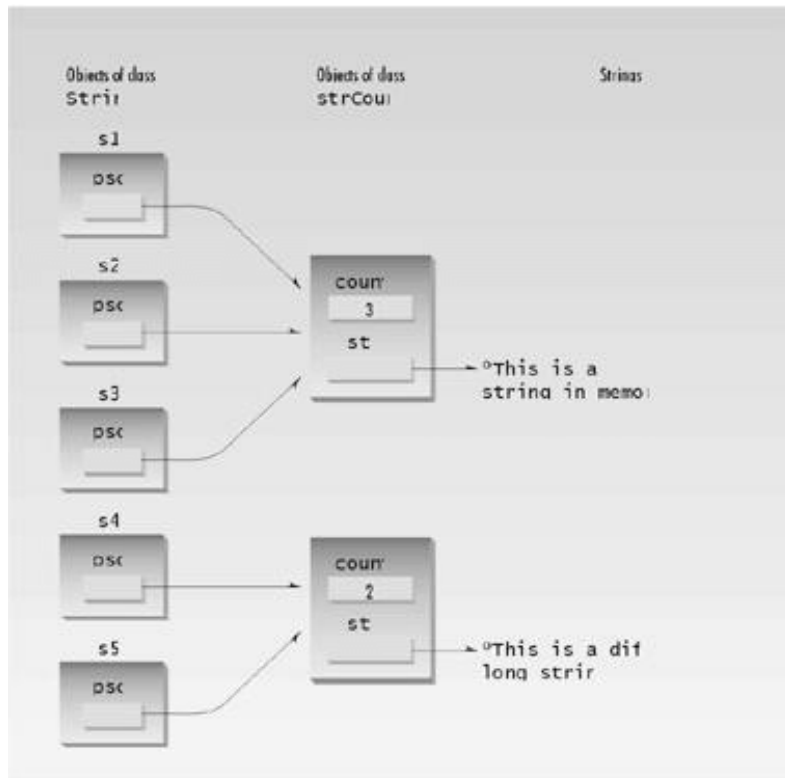 Objects of class
Strir
Objects of class
strCoui
Strings
s1
psc
s2
psc
s3
psc
s4
psc
s5
psc
coun
3
st
"This is a
string in memo
coun
2
st
"This is a dif
long strir